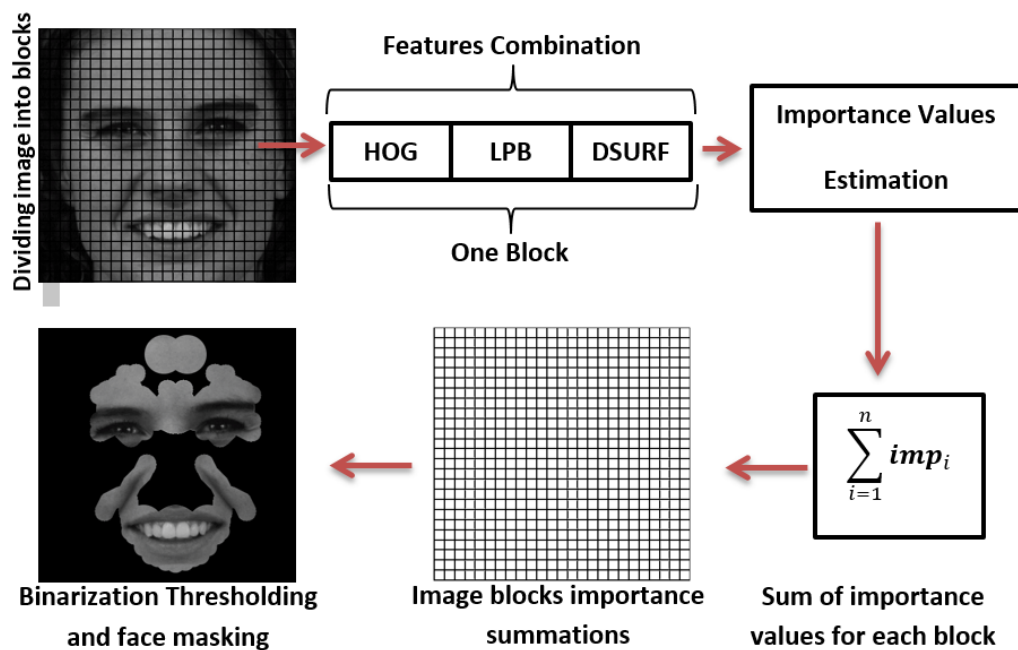 Dividing image into blocks
Features Combination
HOG
LPB
DSURF
One Block
Importance Values
Estimation
n
∑ imp_i
i=1
Sum of importance
values for each block
Image blocks importance
summations
Binarization Thresholding
and face masking